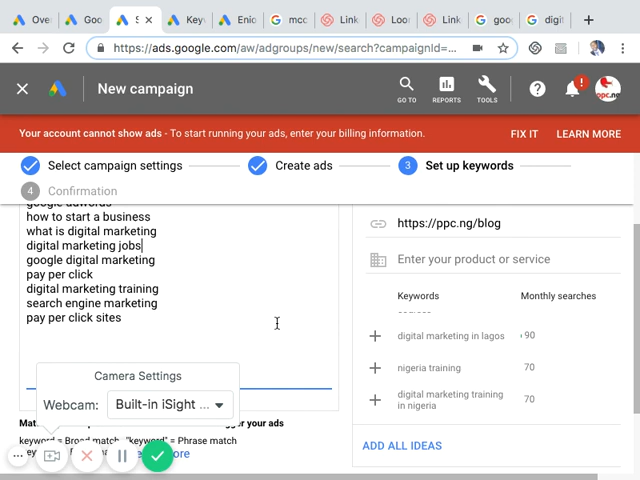 Ove
Goo
S
Keyv
Enio
mcc
Link
Loor
Link
goo
digit
https://ads.google.com/aw/adgroups/new/search?campaignId=...
New campaign
GO TO
REPORTS
TOOLS
ppc.ng
Your account cannot show ads - To start running your ads, enter your billing information.
FIX IT
LEARN MORE
Select campaign settings
Create ads
3 Set up keywords
4 Confirmation
google adwords
how to start a business
what is digital marketing
digital marketing jobs
google digital marketing
pay per click
digital marketing training
search engine marketing
pay per click sites
https://ppc.ng/blog
Enter your product or service
Keywords
Monthly searches
digital marketing in lagos
90
nigeria training
70
digital marketing training
in nigeria
70
ADD ALL IDEAS
Camera Settings
Webcam: Built-in iSight ...
gger your ads
keyword = Broad match "keyword" = Phrase match